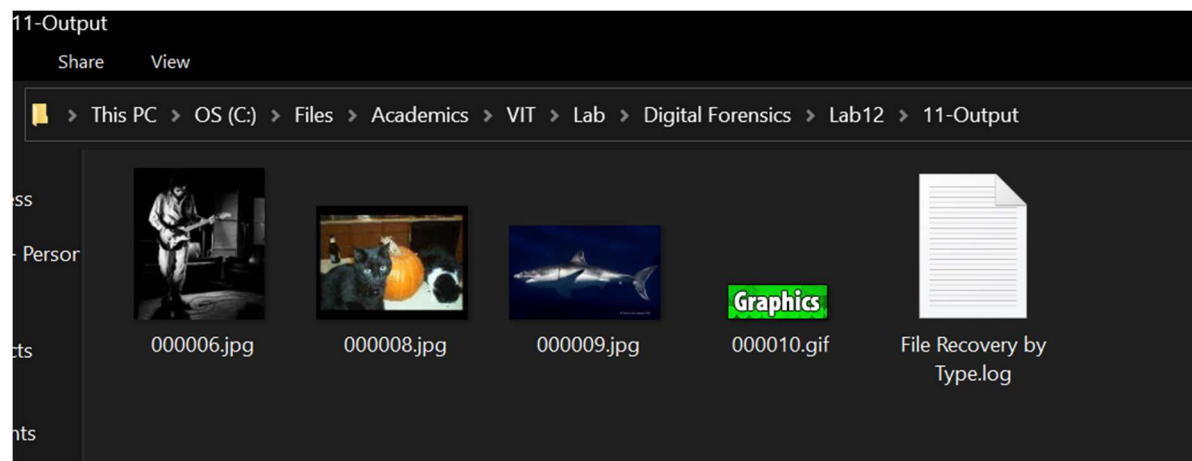 11-Output
Share View
This PC > OS (C:) > Files > Academics > VIT > Lab > Digital Forensics > Lab12 > 11-Output
ess
- Person
cts
nts
Graphics
000006.jpg 000008.jpg 000009.jpg 000010.gif File Recovery by
Type.log